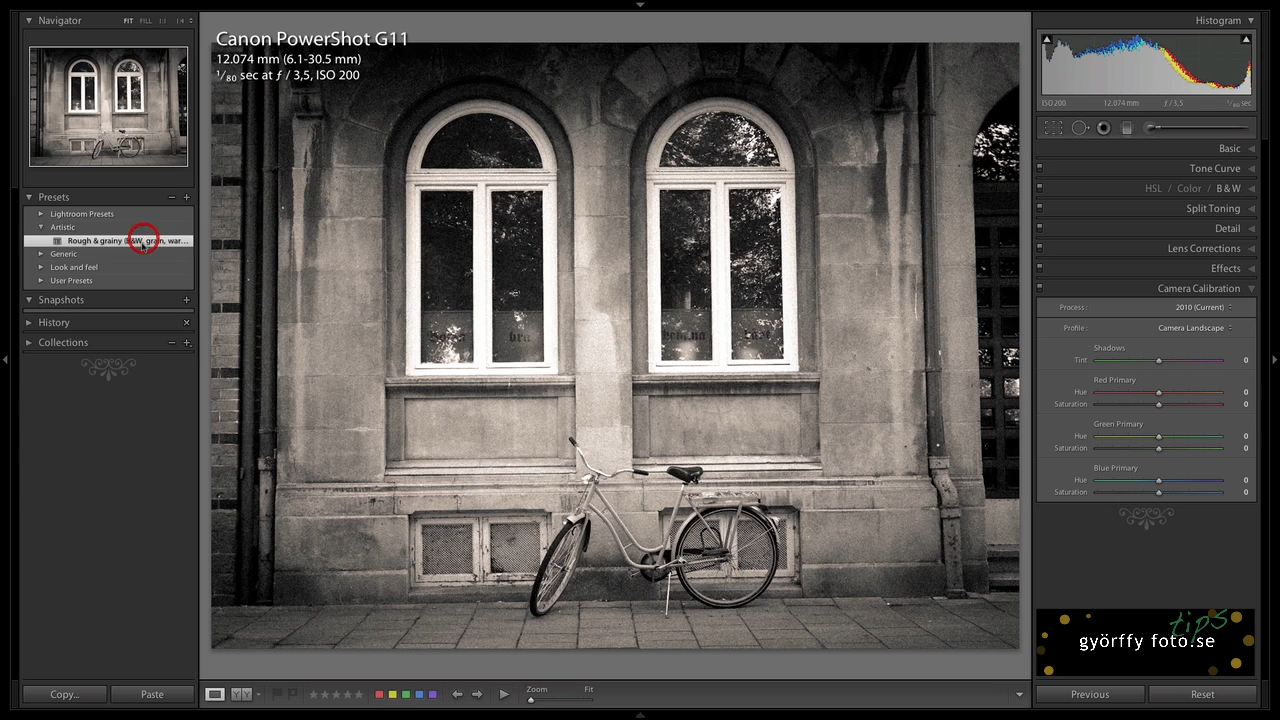 Navigator
FIT FILL 1:1 1:4
Presets
Lightroom Presets
Artistic
Rough & grainy (B&W, grain, war...
Generic
Look and feel
User Presets
Snapshots
History
Collections
Copy...
Paste
Canon PowerShot G11
12.074 mm (6.1-30.5 mm)
1/80 sec at ƒ / 3,5, ISO 200
bra
Zoom
Fit
Histogram
ISO 200 12.074 mm ƒ / 3,5 1/80 sec
Basic
Tone Curve
HSL / Color / B & W
Split Toning
Detail
Lens Corrections
Effects
Camera Calibration
Process: 2010 (Current)
Profile: Camera Landscape
Shadows
Tint 0
Red Primary
Hue 0
Saturation 0
Green Primary
Hue 0
Saturation 0
Blue Primary
Hue 0
Saturation 0
tips
györffy foto.se
Previous
Reset